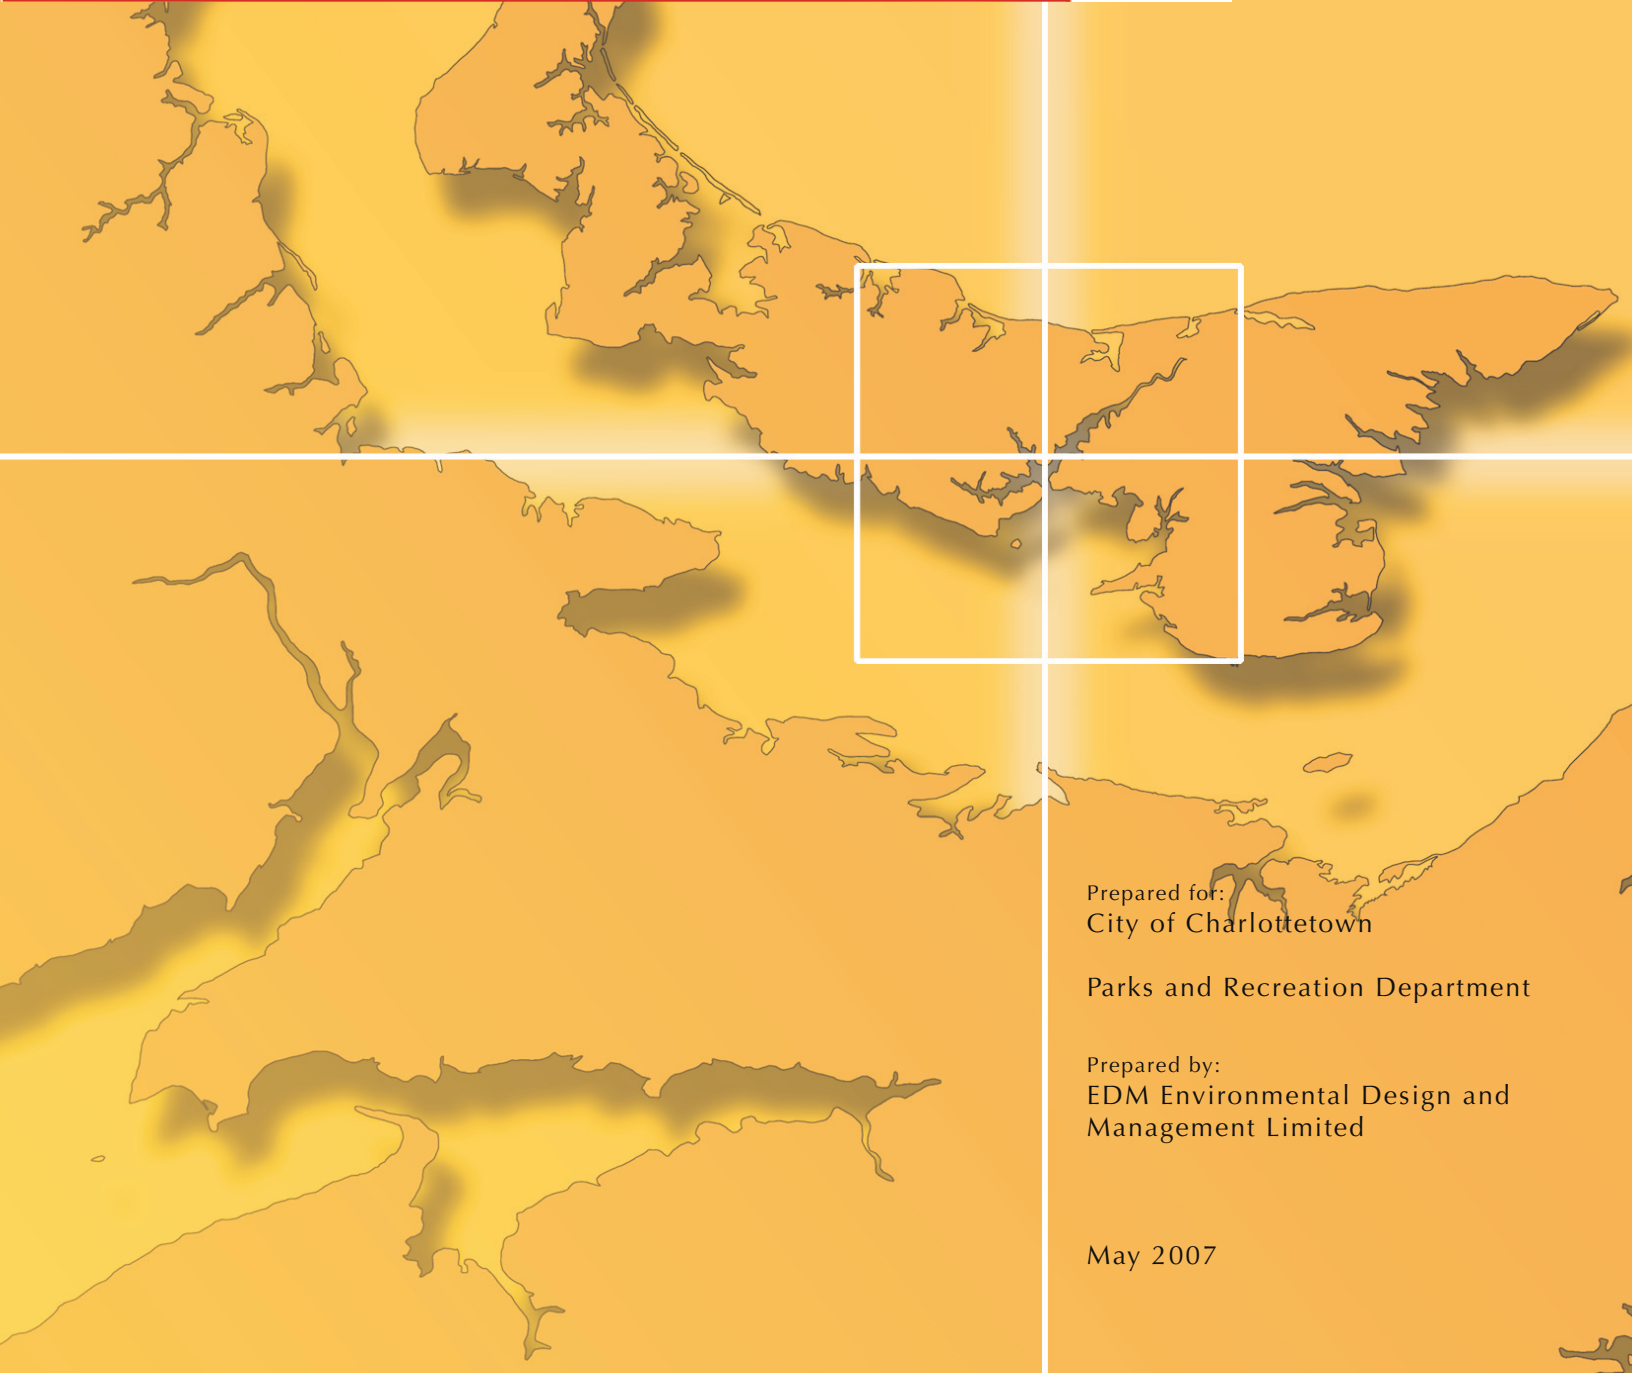 Prepared for:
City of Charlottetown
Parks and Recreation Department
Prepared by:
EDM Environmental Design and
Management Limited
May 2007